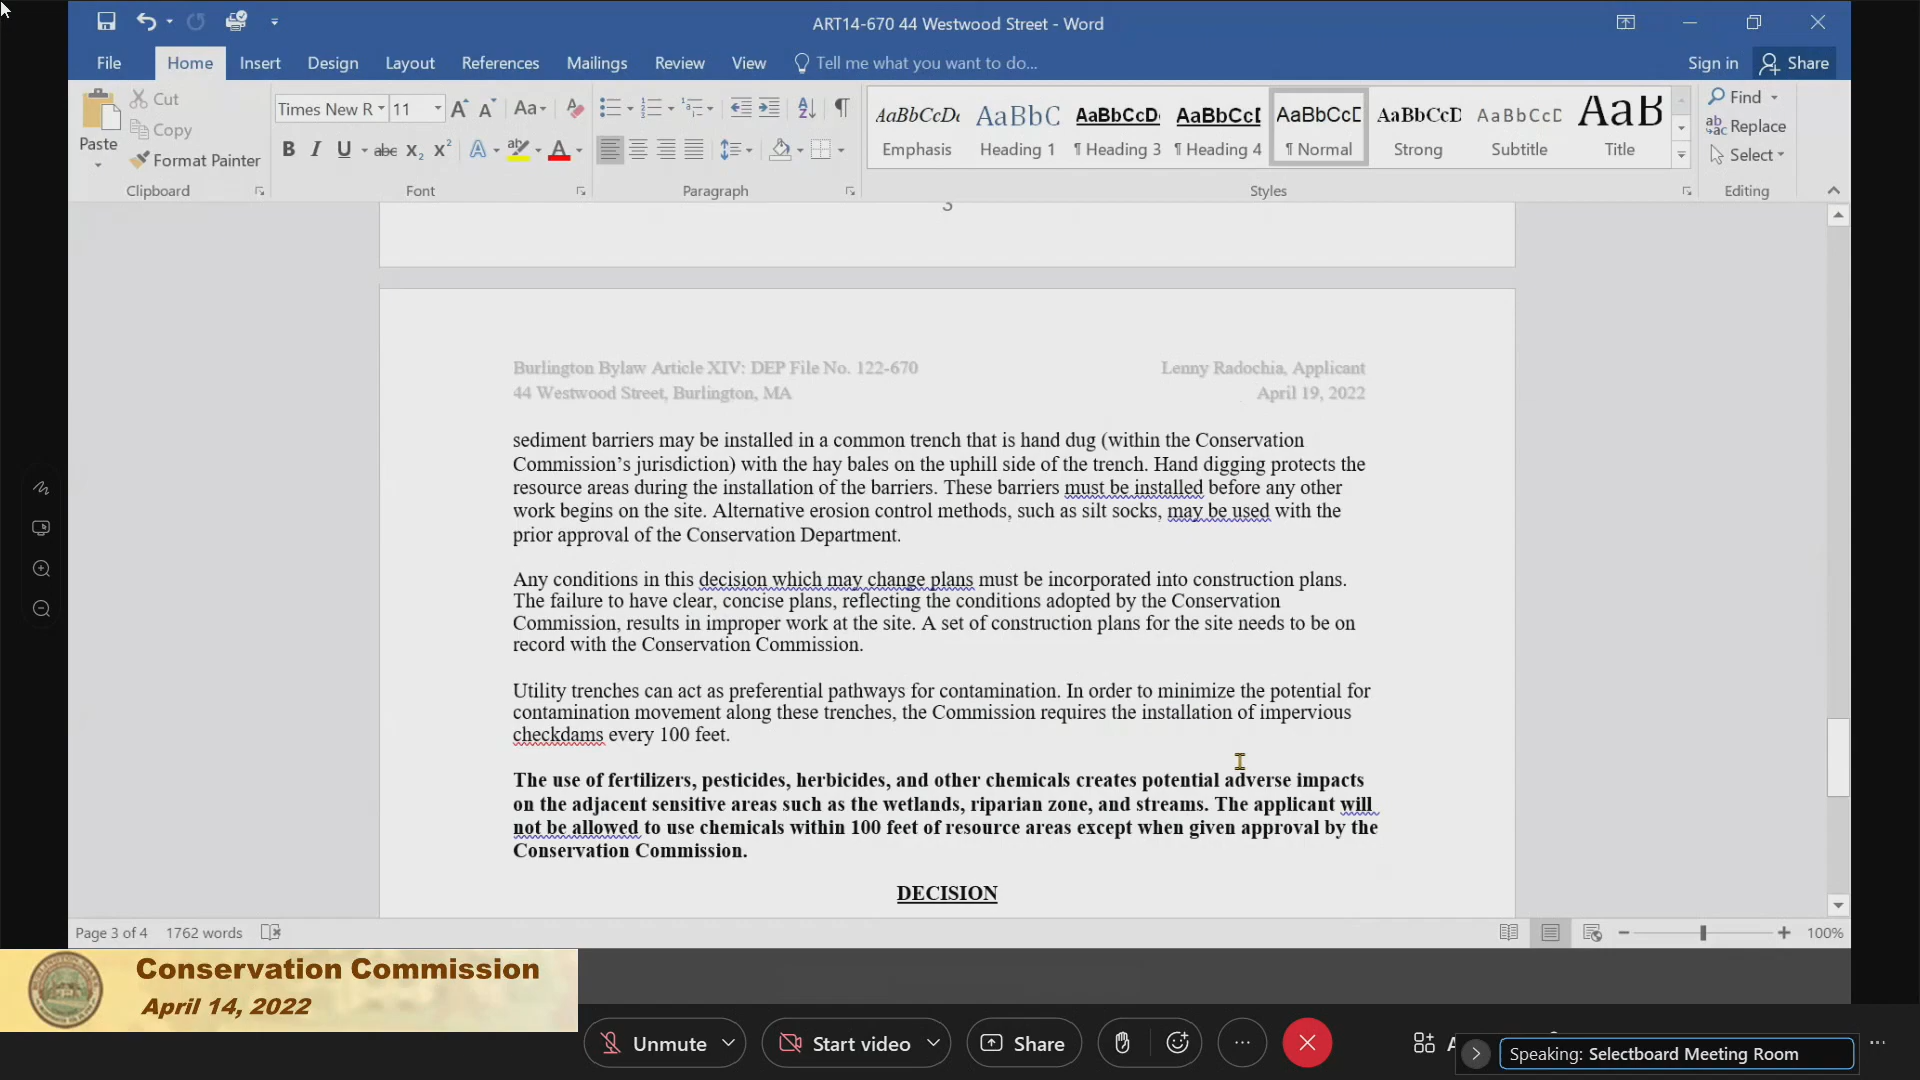 ART14-670 44 Westwood Street - Word
File Home Insert Design Layout References Mailings Review View Tell me what you want to do... Sign in Share
Paste Cut Copy Format Painter
Times New R 11
Aa
B I U abc X2 X2 A A
AaBbCcDc AaBbC AaBbCcDc AaBbCcI AaBbCcD AaBbCcD AaBbCcD AaB
Emphasis Heading 1 ¶ Heading 3 ¶ Heading 4 ¶ Normal Strong Subtitle Title
Find
Replace
Select
Clipboard Font Paragraph Styles Editing
3
Burlington Bylaw Article XIV: DEP File No. 122-670 Lenny Radochia, Applicant
44 Westwood Street, Burlington, MA April 19, 2022
sediment barriers may be installed in a common trench that is hand dug (within the Conservation
Commission’s jurisdiction) with the hay bales on the uphill side of the trench. Hand digging protects the
resource areas during the installation of the barriers. These barriers must be installed before any other
work begins on the site. Alternative erosion control methods, such as silt socks, may be used with the
prior approval of the Conservation Department.
Any conditions in this decision which may change plans must be incorporated into construction plans.
The failure to have clear, concise plans, reflecting the conditions adopted by the Conservation
Commission, results in improper work at the site. A set of construction plans for the site needs to be on
record with the Conservation Commission.
Utility trenches can act as preferential pathways for contamination. In order to minimize the potential for
contamination movement along these trenches, the Commission requires the installation of impervious
checkdams every 100 feet.
The use of fertilizers, pesticides, herbicides, and other chemicals creates potential adverse impacts
on the adjacent sensitive areas such as the wetlands, riparian zone, and streams. The applicant will
not be allowed to use chemicals within 100 feet of resource areas except when given approval by the
Conservation Commission.
DECISION
Page 3 of 4 1762 words 100%
Conservation Commission
April 14, 2022
Unmute Start video Share
Speaking: Selectboard Meeting Room